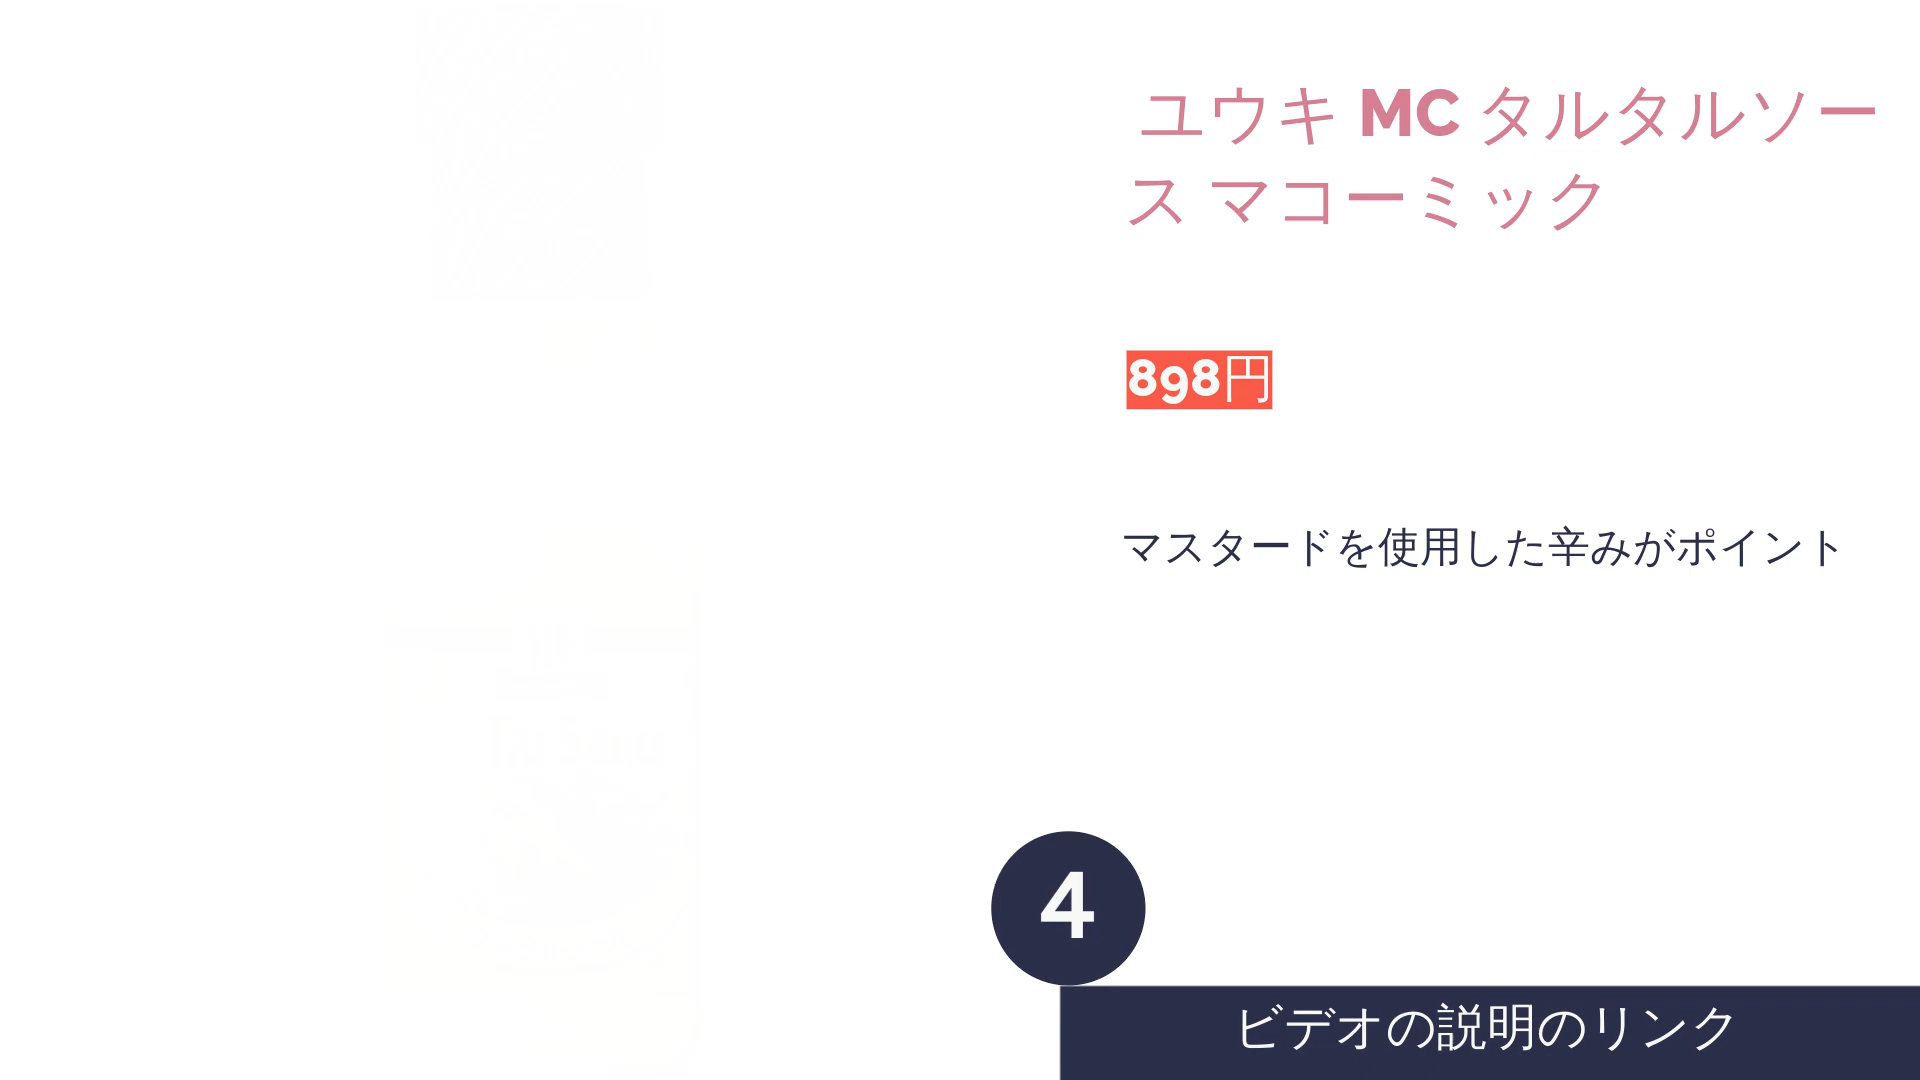 ユウキ MC タルタルソー
ス マコーミック
898円
マスタードを使用した辛みがポイント
4
ビデオの説明のリンク